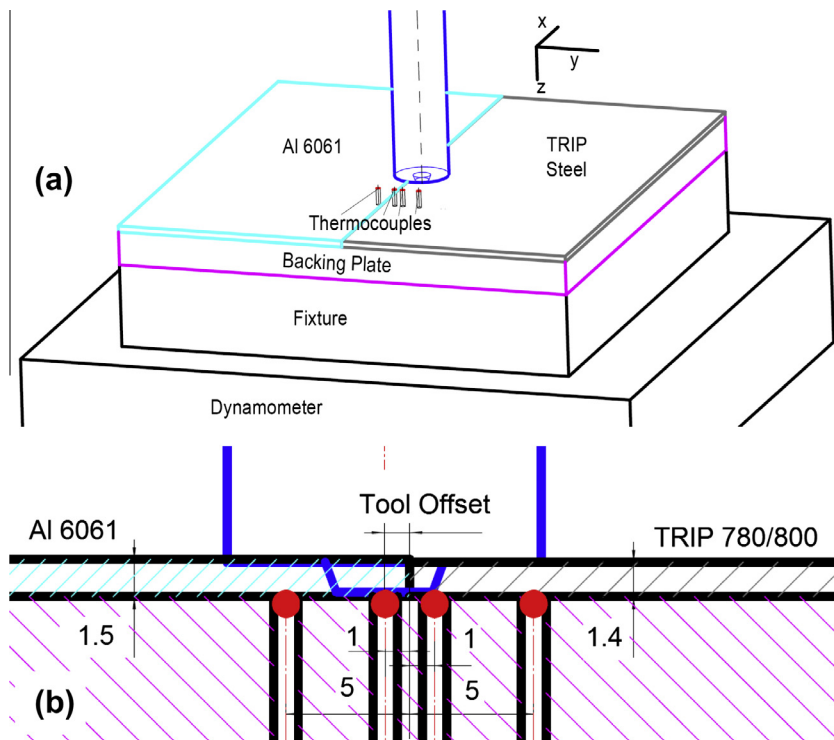 x
y
z
Al 6061
TRIP
Steel
(a)
Thermocouples
Backing Plate
Fixture
Dynamometer
Tool Offset
Al 6061
TRIP 780/800
1.5
1
1
1.4
5
5
(b)